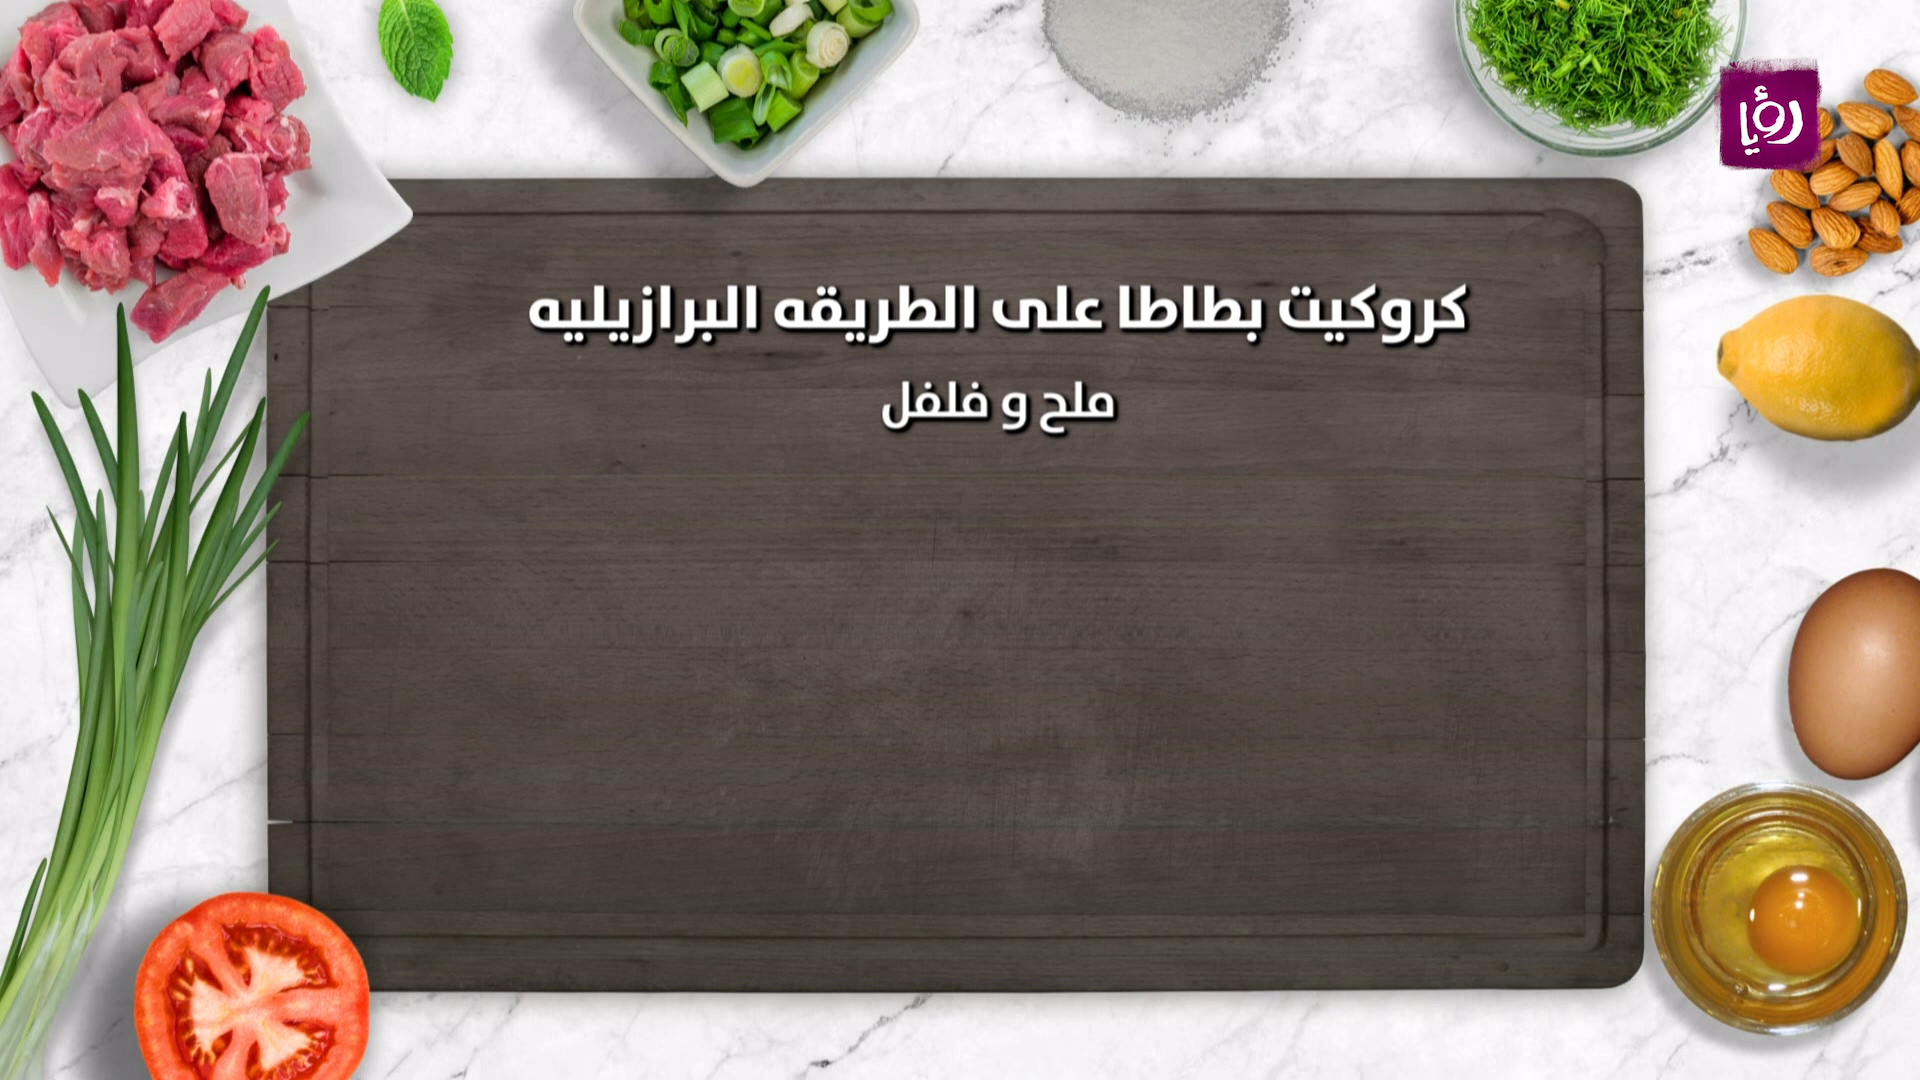 رؤيا
كروكيت بطاطا على الطريقه البرازيليه
ملح و فلفل